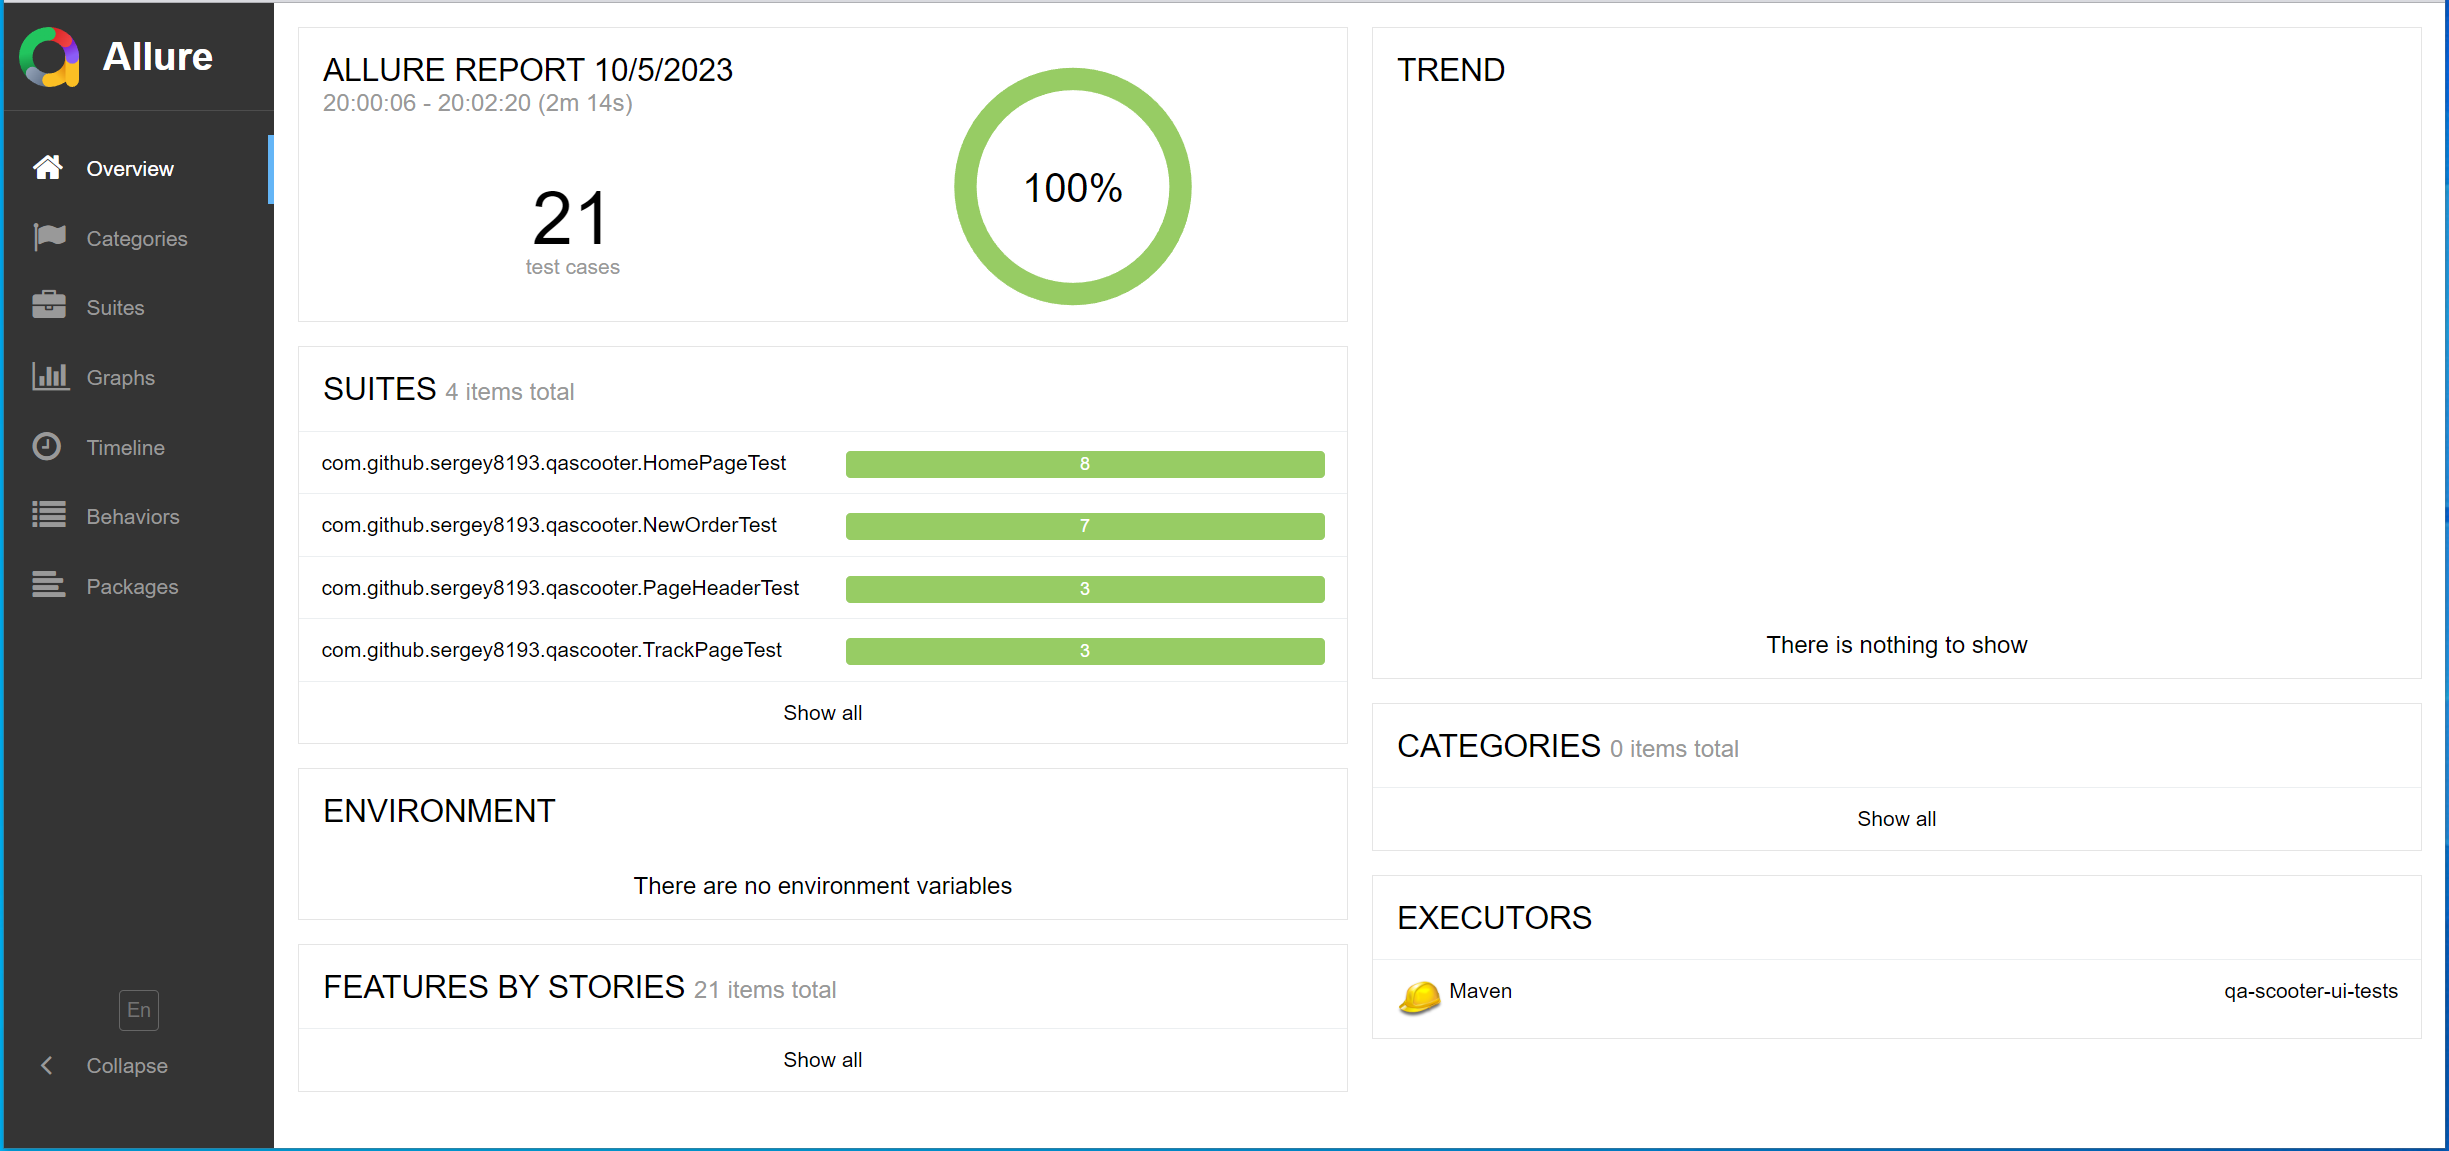 Allure
Overview
Categories
Suites
Graphs
Timeline
Behaviors
Packages
En
Collapse
ALLURE REPORT 10/5/2023
20:00:06 - 20:02:20 (2m 14s)
21
test cases
100%
SUITES 4 items total
com.github.sergey8193.qascooter.HomePageTest 8
com.github.sergey8193.qascooter.NewOrderTest 7
com.github.sergey8193.qascooter.PageHeaderTest 3
com.github.sergey8193.qascooter.TrackPageTest 3
Show all
ENVIRONMENT
There are no environment variables
FEATURES BY STORIES 21 items total
Show all
TREND
There is nothing to show
CATEGORIES 0 items total
Show all
EXECUTORS
Maven qa-scooter-ui-tests